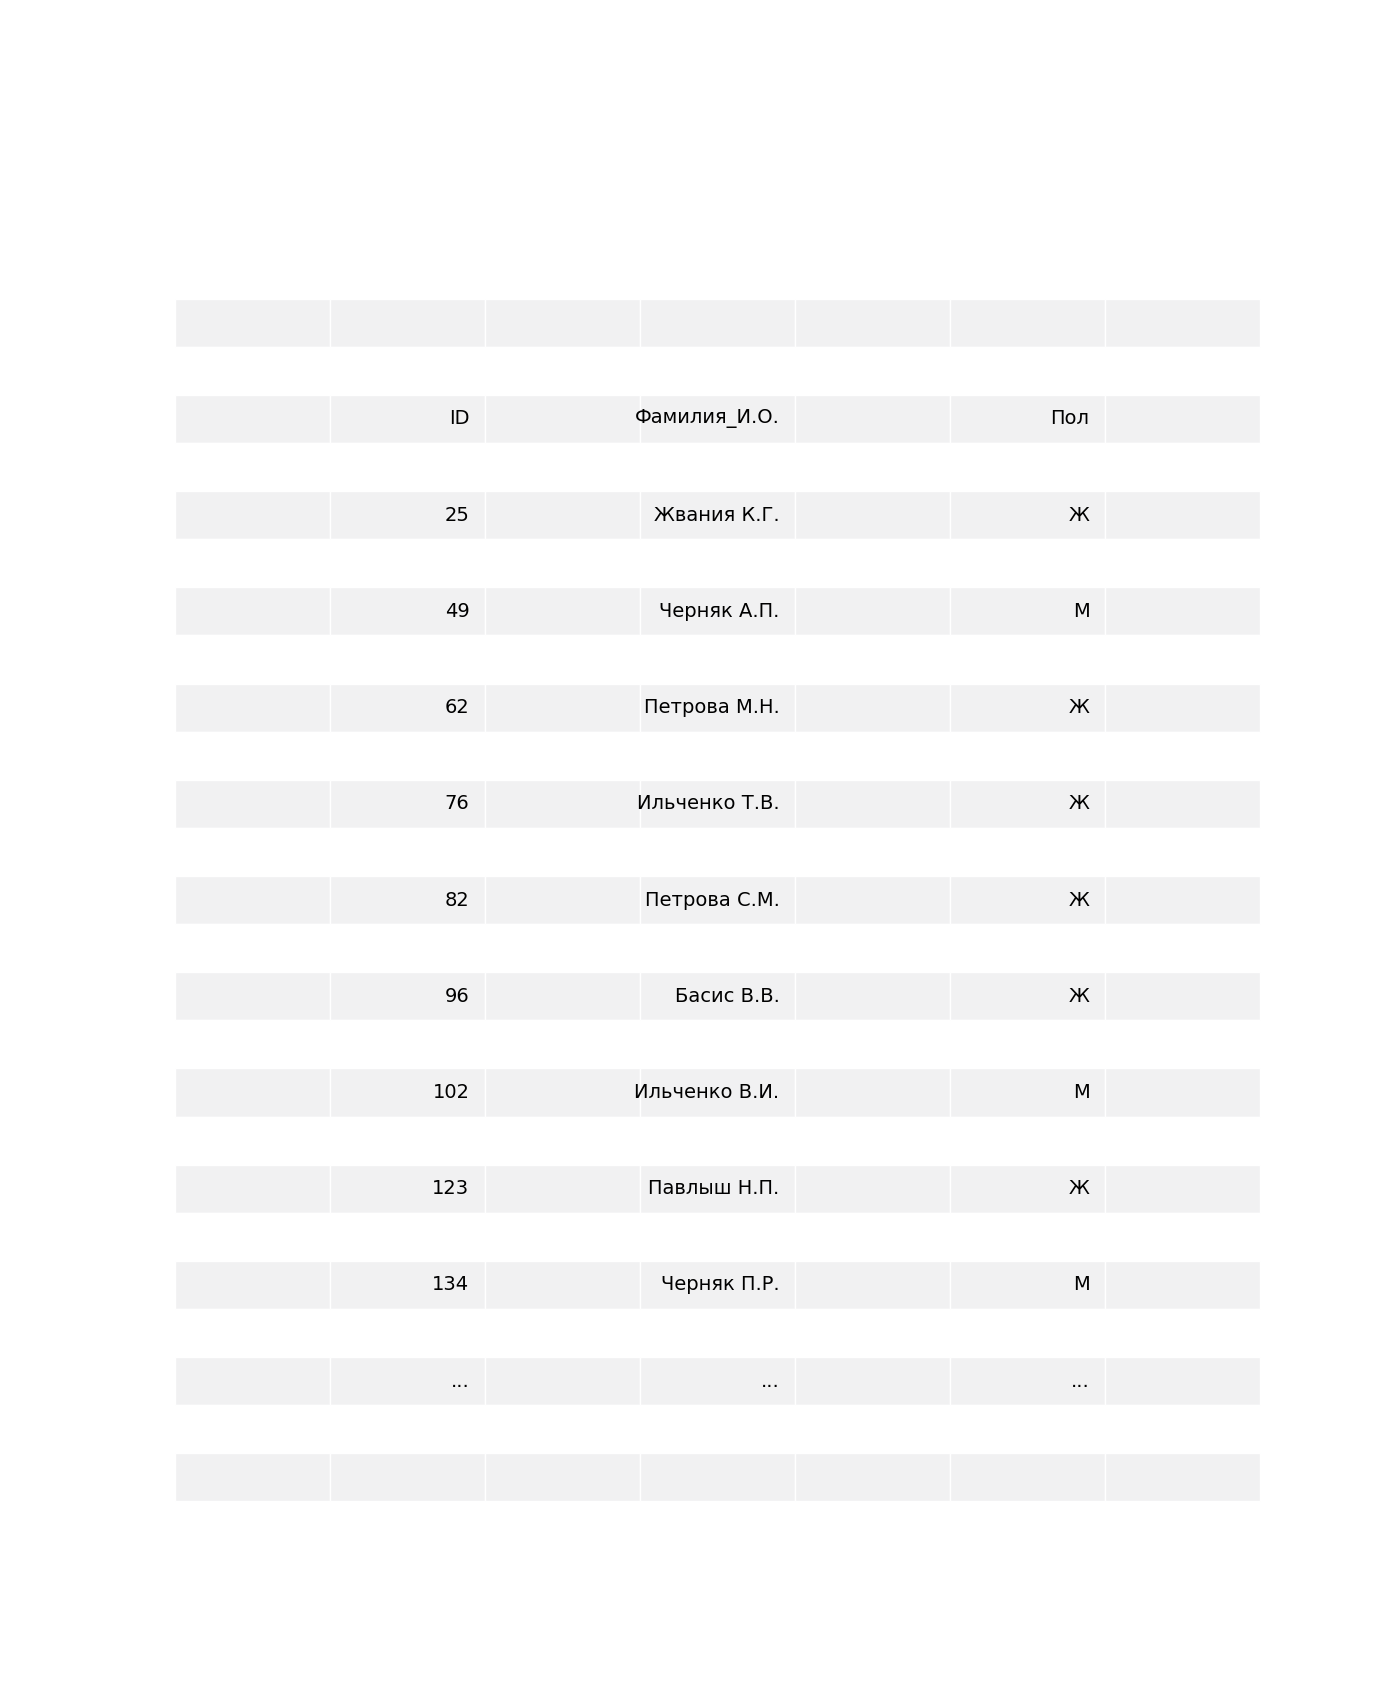 ID Фамилия_И.О. Пол
25 Жвания К.Г. Ж
49 Черняк А.П. М
62 Петрова М.Н. Ж
76 Ильченко Т.В. Ж
82 Петрова С.М. Ж
96 Басис В.В. Ж
102 Ильченко В.И. М
123 Павлыш Н.П. Ж
134 Черняк П.Р. М
... ... ...